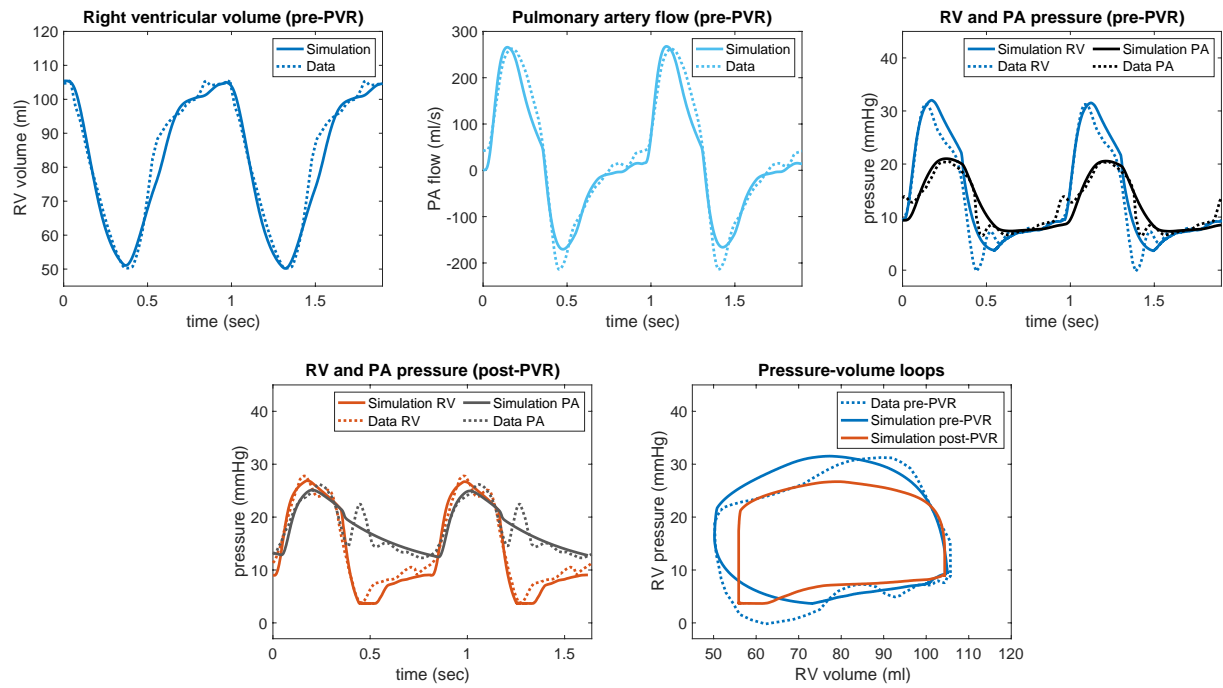 Right ventricular volume (pre-PVR)
120
110
100
90
80
70
60
50
RV volume (ml)
0
0.5
1
1.5
time (sec)
Simulation
Data
Pulmonary artery flow (pre-PVR)
300
200
100
0
-100
-200
PA flow (ml/s)
0
0.5
1
1.5
time (sec)
Simulation
Data
RV and PA pressure (pre-PVR)
40
30
20
10
0
pressure (mmHg)
0
0.5
1
1.5
time (sec)
Simulation RV
Data RV
Simulation PA
Data PA
RV and PA pressure (post-PVR)
40
30
20
10
0
pressure (mmHg)
0
0.5
1
1.5
time (sec)
Simulation RV
Data RV
Simulation PA
Data PA
Pressure-volume loops
40
30
20
10
0
RV pressure (mmHg)
50
60
70
80
90
100
110
120
RV volume (ml)
Data pre-PVR
Simulation pre-PVR
Simulation post-PVR